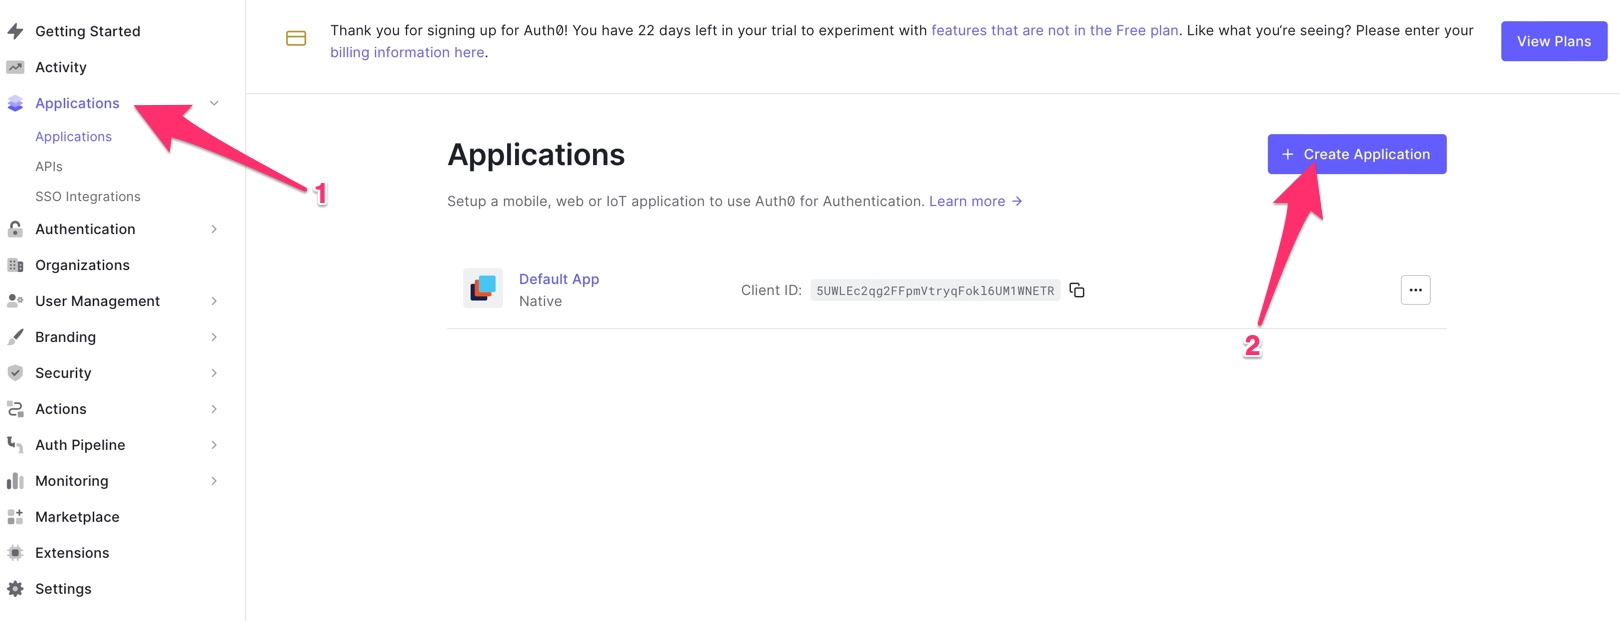 Getting Started
Activity
Applications
Applications
APIs
SSO Integrations
Authentication
Organizations
User Management
Branding
Security
Actions
Auth Pipeline
Monitoring
Marketplace
Extensions
Settings
1
Thank you for signing up for Auth0! You have 22 days left in your trial to experiment with features that are not in the Free plan. Like what you're seeing? Please enter your
billing information here.
View Plans
Applications
+ Create Application
Setup a mobile, web or IoT application to use Auth0 for Authentication. Learn more →
Default App
Native
Client ID: 5UWLEc2qg2FFpmVtryqFokl6UM1WNETR
2